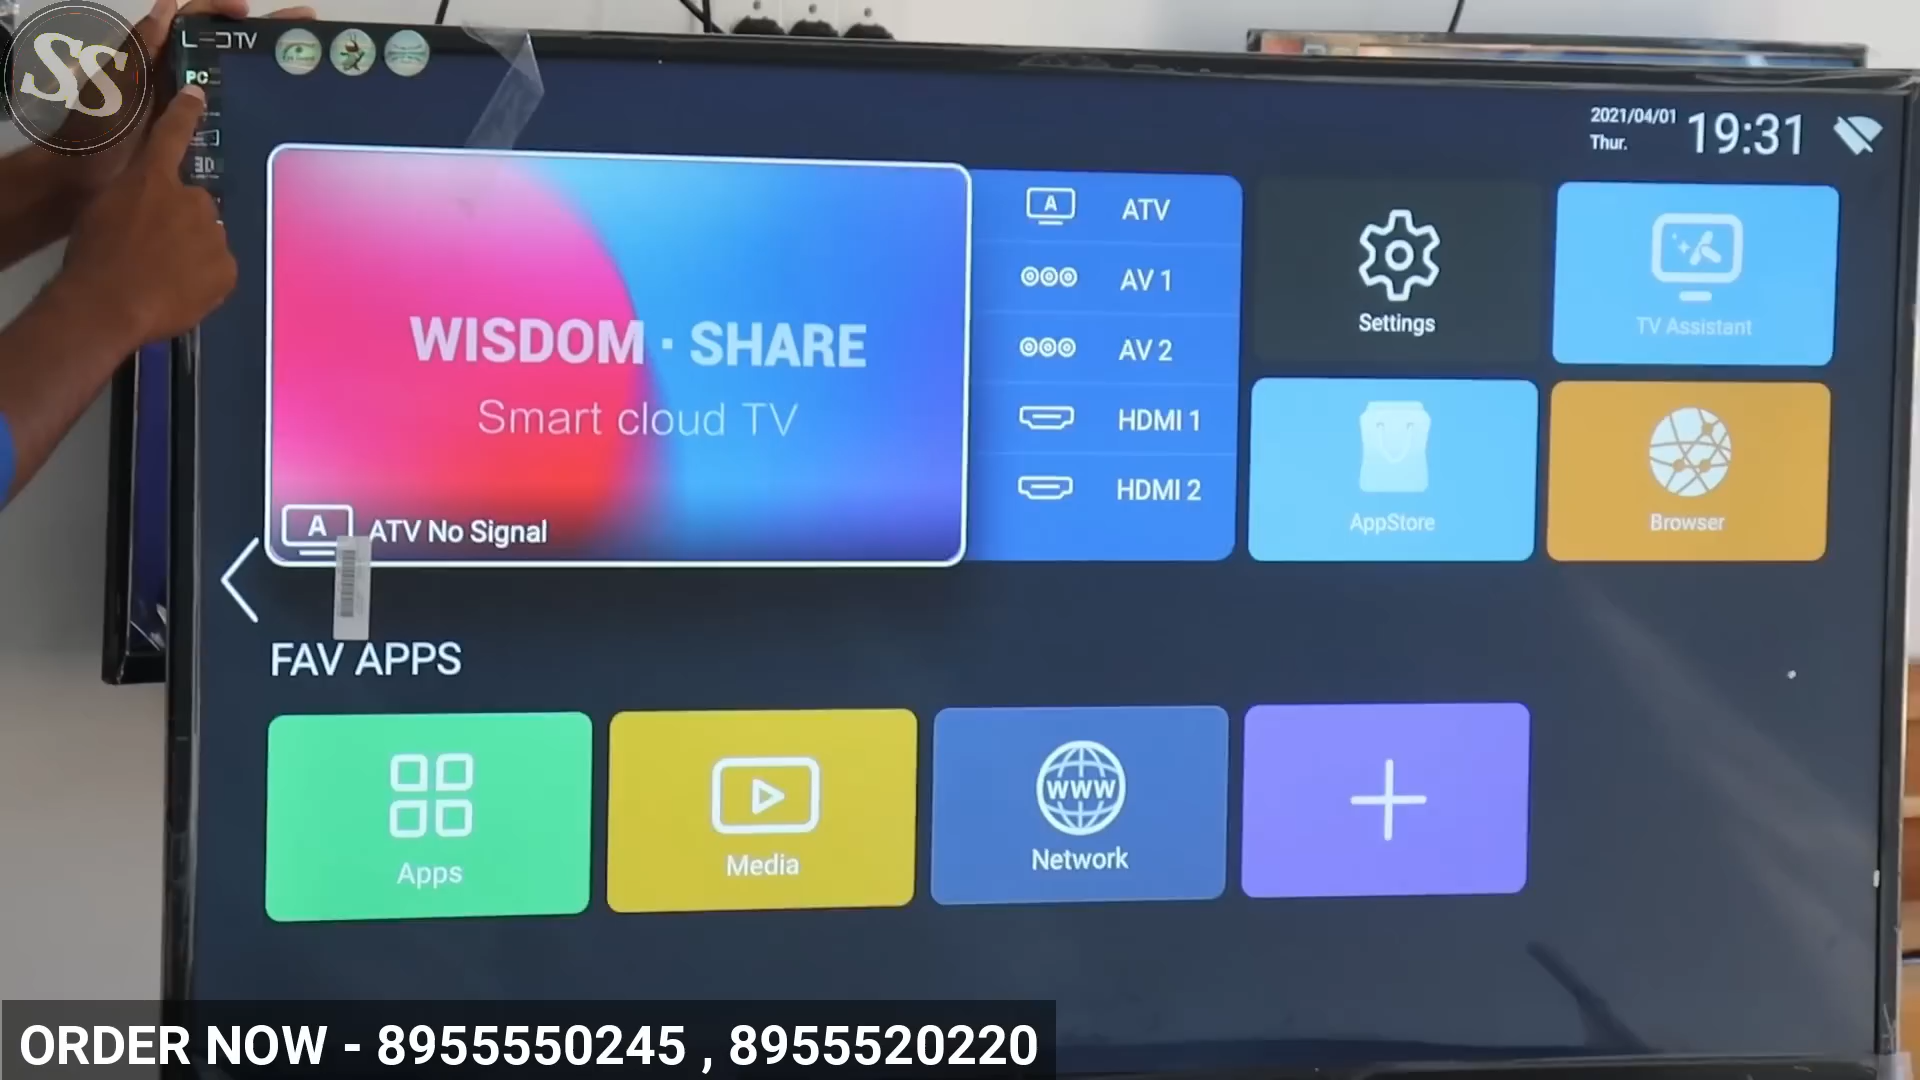 SS
LEDTV
PC
3D
2021/04/01
Thur.
19:31
WISDOM · SHARE
Smart cloud TV
A
ATV No Signal
A
ATV
AV 1
AV 2
HDMI 1
HDMI 2
Settings
TV Assistant
AppStore
Browser
FAV APPS
Apps
Media
WWW
Network
ORDER NOW - 8955550245 , 8955520220